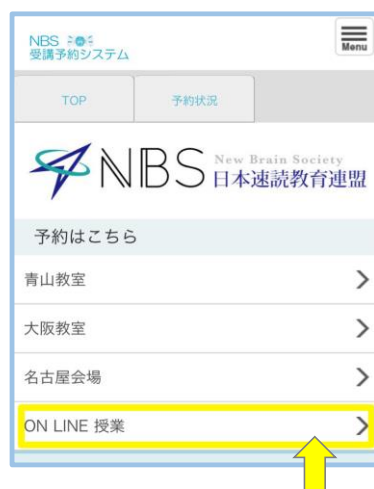 NBS
受講予約システム
Menu
TOP
予約状況
NBS New Brain Society
日本速読教育連盟
予約はこちら
青山教室
大阪教室
名古屋会場
ON LINE 授業